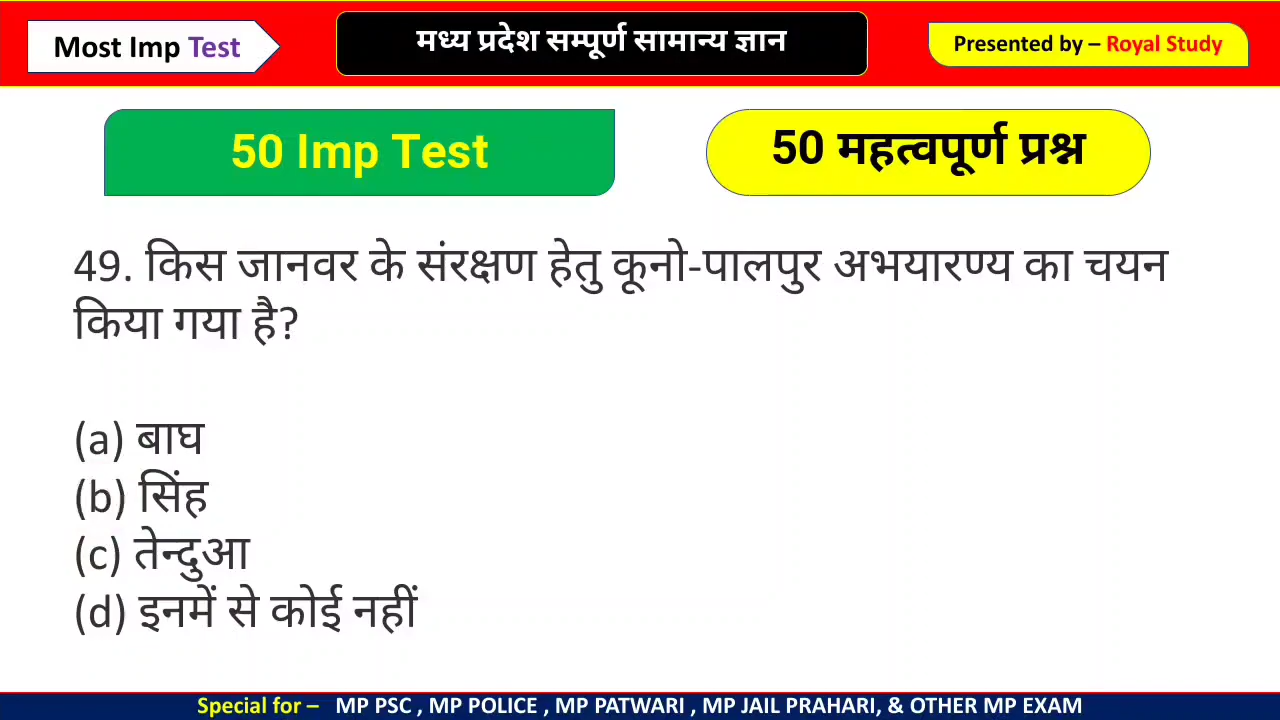 Most Imp Test
मध्य प्रदेश सम्पूर्ण सामान्य ज्ञान
Presented by – Royal Study
50 Imp Test
50 महत्वपूर्ण प्रश्न
49. किस जानवर के संरक्षण हेतु कूनो-पालपुर अभयारण्य का चयन
किया गया है?
(a) बाघ
(b) सिंह
(c) तेन्दुआ
(d) इनमें से कोई नहीं
Special for – MP PSC , MP POLICE , MP PATWARI , MP JAIL PRAHARI, & OTHER MP EXAM